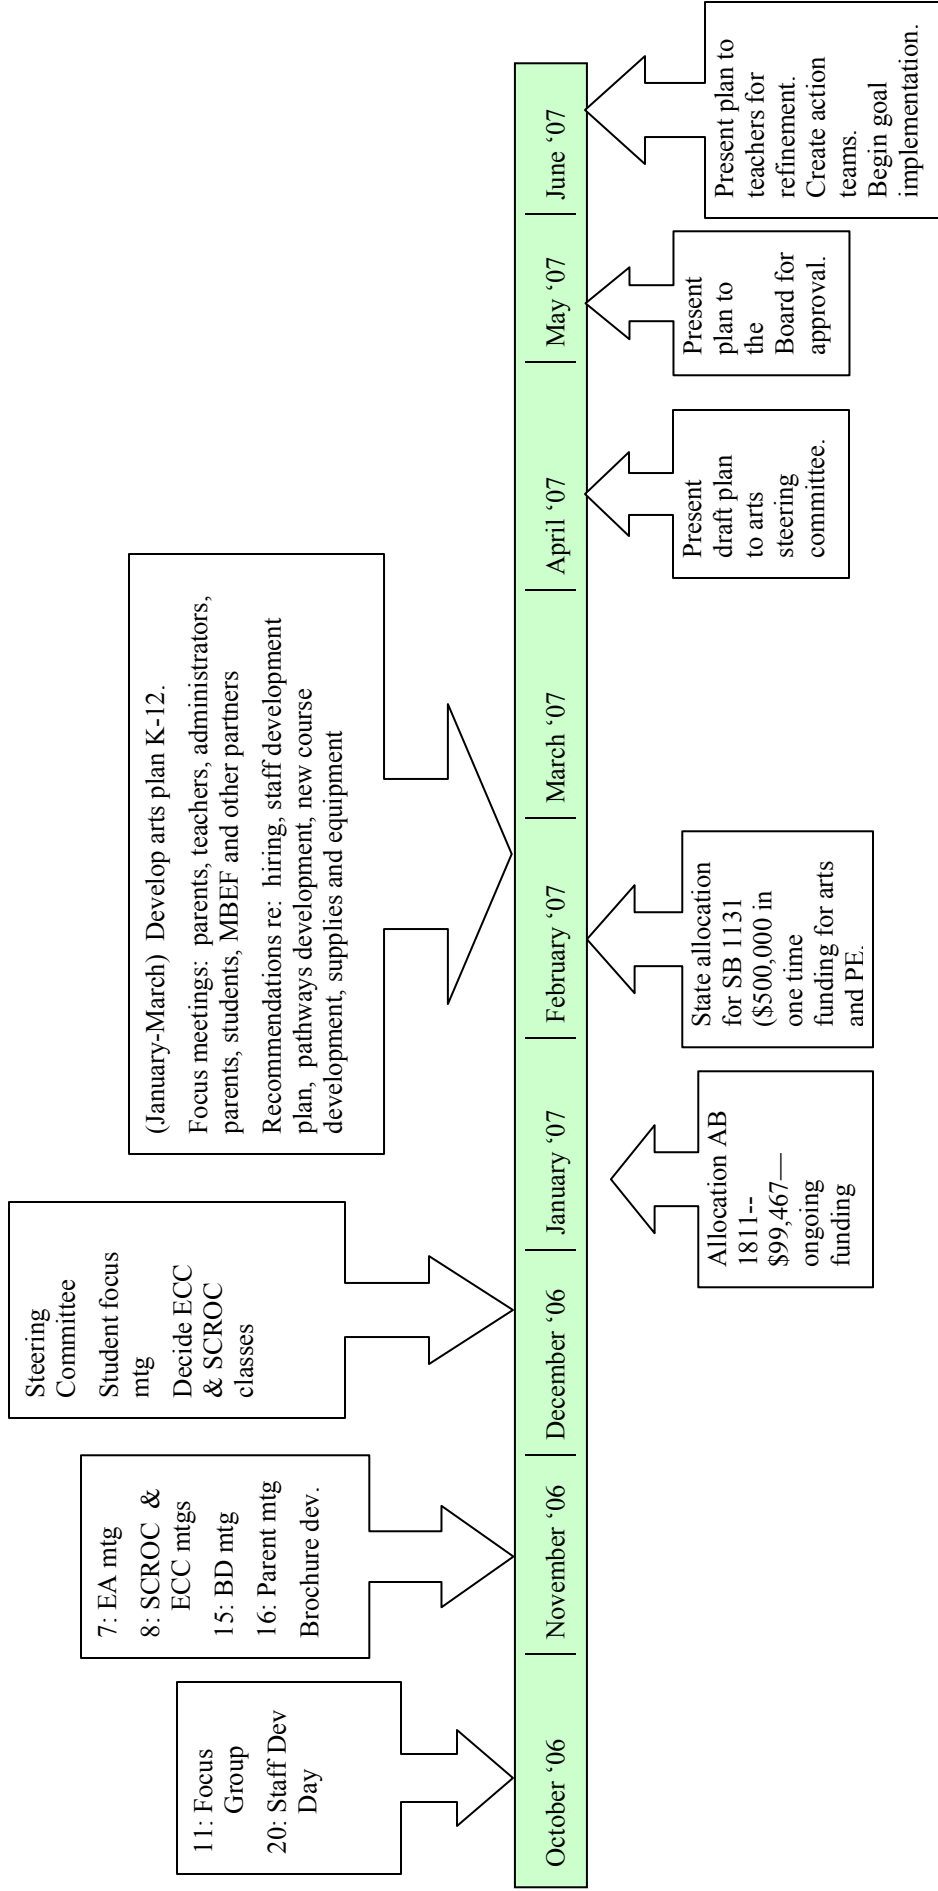 11: Focus
Group
20: Staff Dev
Day
7: EA mtg
8: SCROC &
ECC mtgs
15: BD mtg
16: Parent mtg
Brochure dev.
Steering
Committee
Student focus
mtg
Decide ECC
& SCROC
classes
(January-March) Develop arts plan K-12.
Focus meetings: parents, teachers, administrators,
parents, students, MBEF and other partners
Recommendations re: hiring, staff development
plan, pathways development, new course
development, supplies and equipment
October ‘06
November ‘06
December ‘06
January ‘07
February ‘07
March ‘07
April ‘07
May ‘07
June ‘07
Allocation AB
1811--
$99,467—
ongoing
funding
State allocation
for SB 1131
($500,000 in
one time
funding for arts
and PE.
Present
draft plan
to arts
steering
committee.
Present
plan to
the
Board for
approval.
Present plan to
teachers for
refinement.
Create action
teams.
Begin goal
implementation.